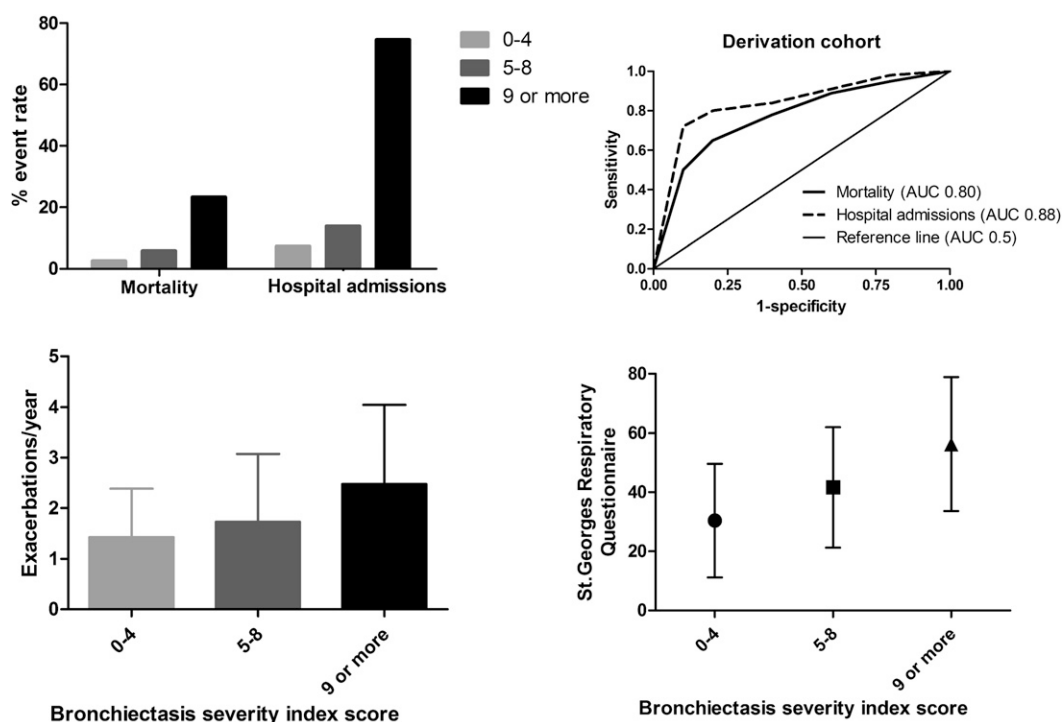 80
60
40
20
0
% event rate
Mortality
Hospital admissions
0-4
5-8
9 or more
Derivation cohort
1.0
0.8
0.6
0.4
0.2
0.0
Sensitivity
Mortality (AUC 0.80)
Hospital admissions (AUC 0.88)
Reference line (AUC 0.5)
0.00
0.25
0.50
0.75
1.00
1-specificity
5
4
3
2
1
0
Exacerbations/year
0-4
5-8
9 or more
Bronchiectasis severity index score
80
60
40
20
0
St.Georges Respiratory
Questionnaire
0-4
5-8
9 or more
Bronchiectasis severity index score